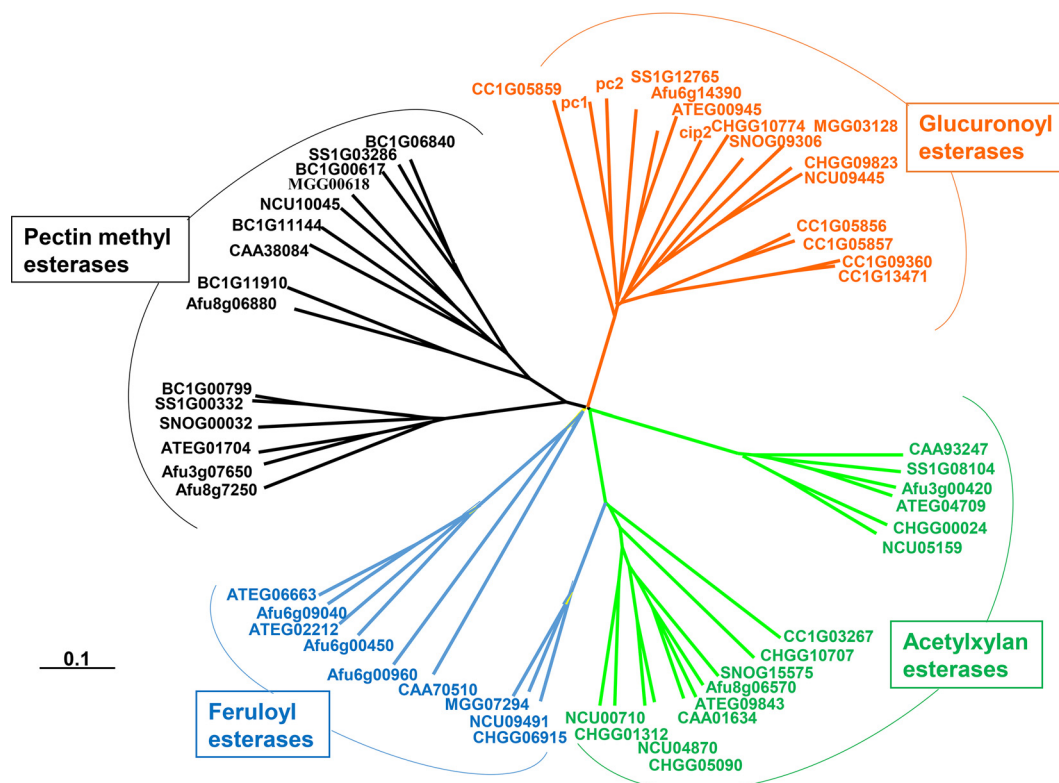 CC1G05859
pc1
pc2
SS1G12765
Afu6g14390
ATEG00945
cip2
CHGG10774
MGG03128
SNOG09306
CHGG09823
NCU09445
CC1G05856
CC1G05857
CC1G09360
CC1G13471
Glucuronoyl
esterases
BC1G06840
SS1G03286
BC1G00617
MGG00618
NCU10045
BC1G11144
CAA38084
BC1G11910
Afu8g06880
Pectin methyl
esterases
BC1G00799
SS1G00332
SNOG00032
ATEG01704
Afu3g07650
Afu8g7250
CAA93247
SS1G08104
Afu3g00420
ATEG04709
CHGG00024
NCU05159
Acetylxylan
esterases
CC1G03267
CHGG10707
SNOG15575
Afu8g06570
ATEG09843
CAA01634
NCU00710
CHGG01312
NCU04870
CHGG05090
ATEG06663
Afu6g09040
ATEG02212
Afu6g00450
Afu6g00960
CAA70510
MGG07294
NCU09491
CHGG06915
Feruloyl
esterases
0.1